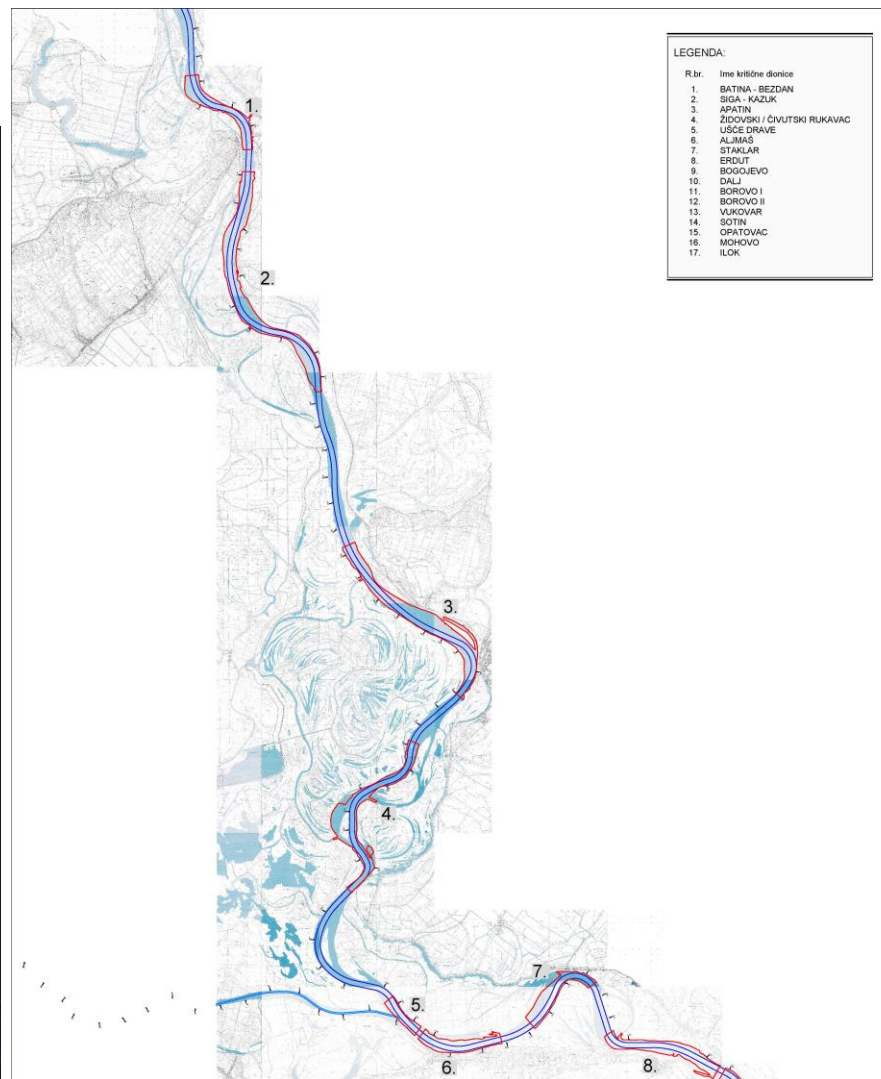 LEGENDA:
R.br. Ime kritične dionice
1. BATINA - BEZDAN
2. SIGA - KAZUK
3. APATIN
4. ŽIDOVSKI / ČIVUTSKI RUKAVAC
5. UŠĆE DRAVE
6. ALJMAŠ
7. STAKLAR
8. ERDUT
9. BOGOJEVO
10. DALJ
11. BOROVO I
12. BOROVO II
13. VUKOVAR
14. SOTIN
15. OPATOVAC
16. MOHOVO
17. ILOK
1.
2.
3.
4.
7.
5.
6.
8.